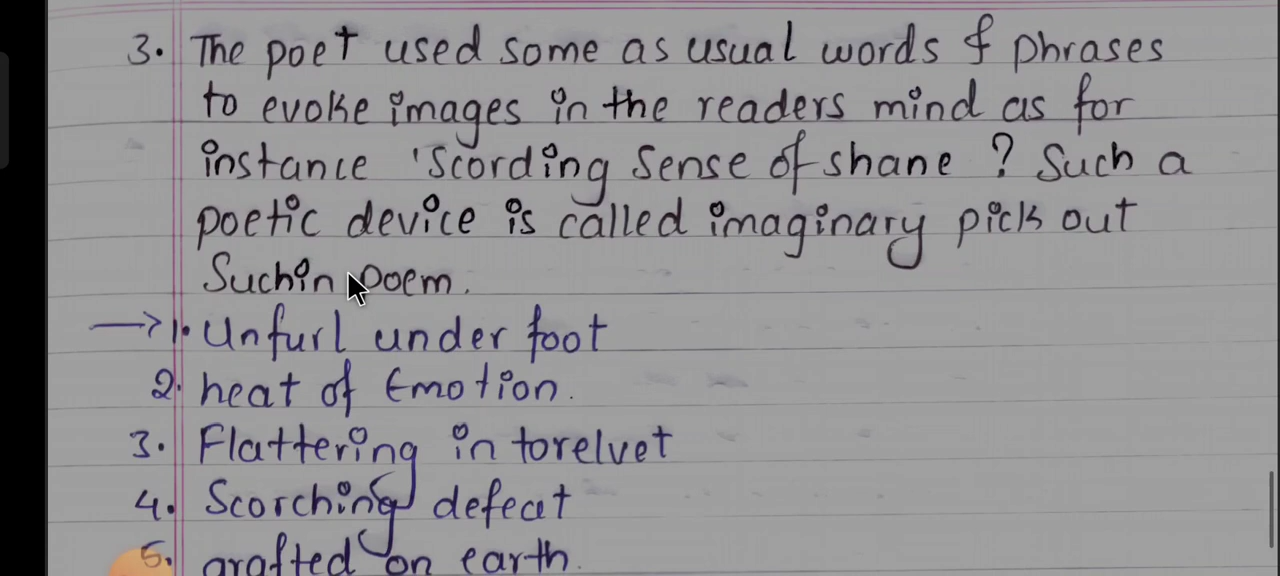 3. The poet used some as usual words & phrases
to evoke images in the readers mind as for
instance 'Scording Sense of shane ? Such a
poetic device is called imaginary pick out
Suchin poem.
→ 1. Unfurl under foot
2. heat of Emotion.
3. Flattering in torelvet
4. Scorching defeat
5. grafted on earth.